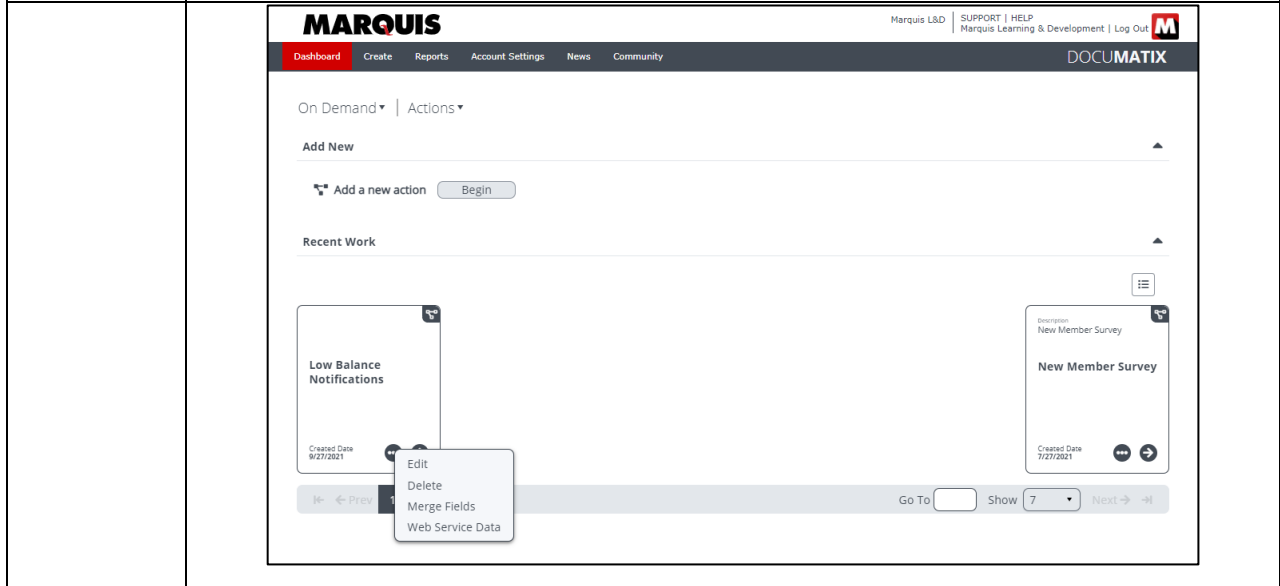 MARQUIS
Marquis L&D
SUPPORT | HELP
Marquis Learning & Development | Log Out
M
Dashboard Create Reports Account Settings News Community
DOCUMATIX
On Demand | Actions
Add New
Add a new action Begin
Recent Work
Low Balance
Notifications
Created Date
9/27/2021
Description
New Member Survey
New Member Survey
Created Date
7/27/2021
Edit
Delete
Merge Fields
Web Service Data
Prev 1
Go To Show 7 Next